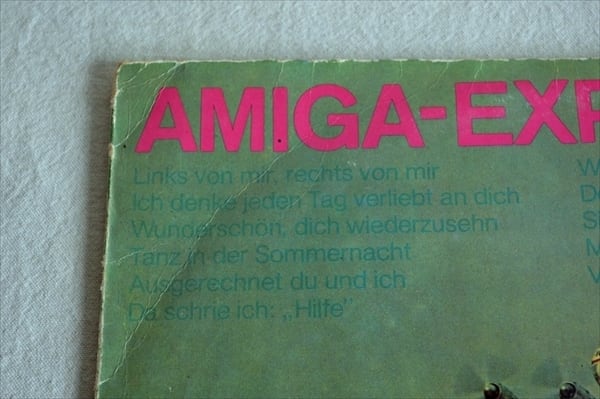 AMIGA-EXP
Links von mir, rechts von mir
Ich denke jeden Tag verliebt an dich
Wunderschön, dich wiederzusehn
Tanz in der Sommernacht
Ausgerechnet du und ich
Da schrie ich: „Hilfe"
W
De
S
M
V